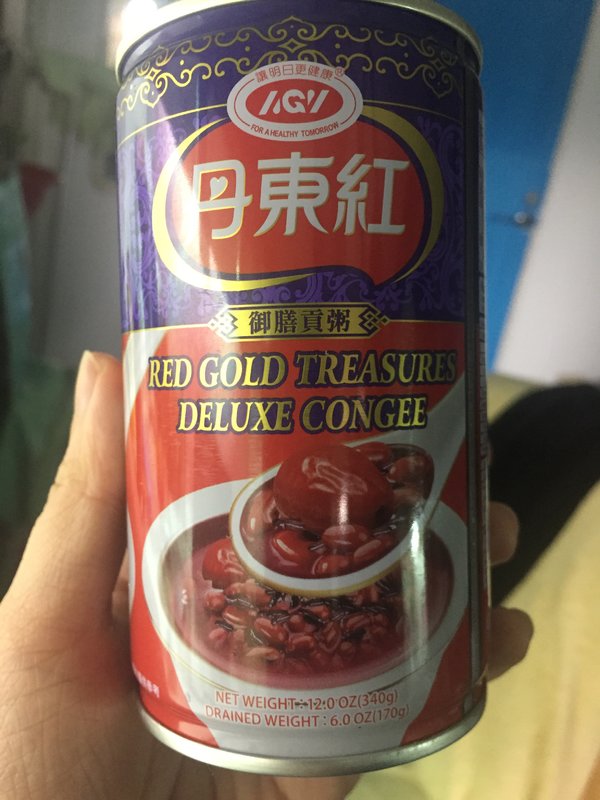 讓明日更健康®
AGV
FOR A HEALTHY TOMORROW
丹東紅
御膳貢粥
RED GOLD TREASURES
DELUXE CONGEE
NET WEIGHT:12.0 OZ(340g)
DRAINED WEIGHT:6.0 OZ(170g)